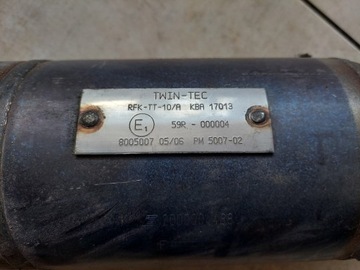 TWIN-TEC
RFK-TT-10/A KBA 17013
E1 59R - 000004
8005007 05/06 PM 5007-02